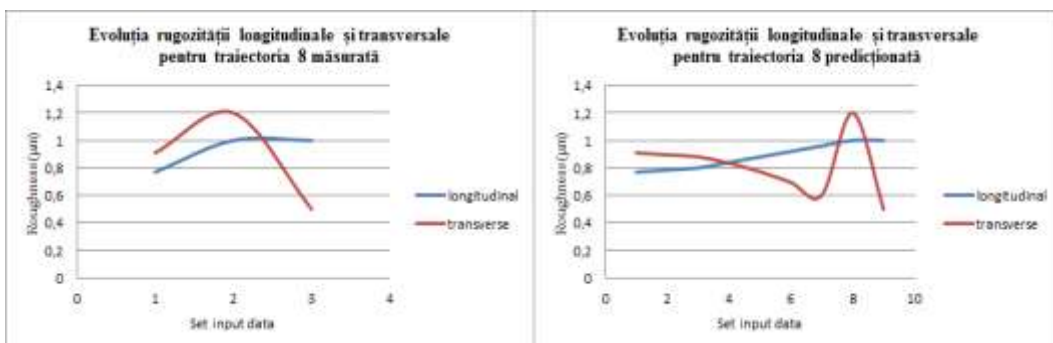 Evoluția rugozității longitudinale și transversale
pentru traiectoria 8 măsurată
1,4
1,2
1
0,8
0,6
0,4
0,2
0
Roughness(μm)
0
1
2
3
4
Set input data
longitudinal
transverse
Evoluția rugozității longitudinale și transversale
pentru traiectoria 8 predicționată
1,4
1,2
1
0,8
0,6
0,4
0,2
0
Roughness(μm)
0
2
4
6
8
10
Set input data
longitudinal
transverse